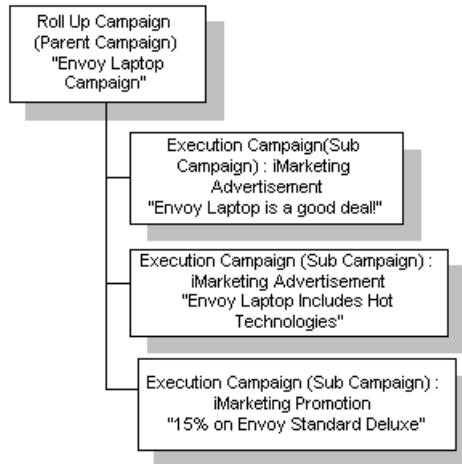 Roll Up Campaign
(Parent Campaign)
"Envoy Laptop
Campaign"
Execution Campaign(Sub
Campaign) : iMarketing
Advertisement
"Envoy Laptop is a good deal!"
Execution Campaign (Sub Campaign) :
iMarketing Advertisement
"Envoy Laptop Includes Hot
Technologies"
Execution Campaign (Sub Campaign) :
iMarketing Promotion
"15% on Envoy Standard Deluxe"